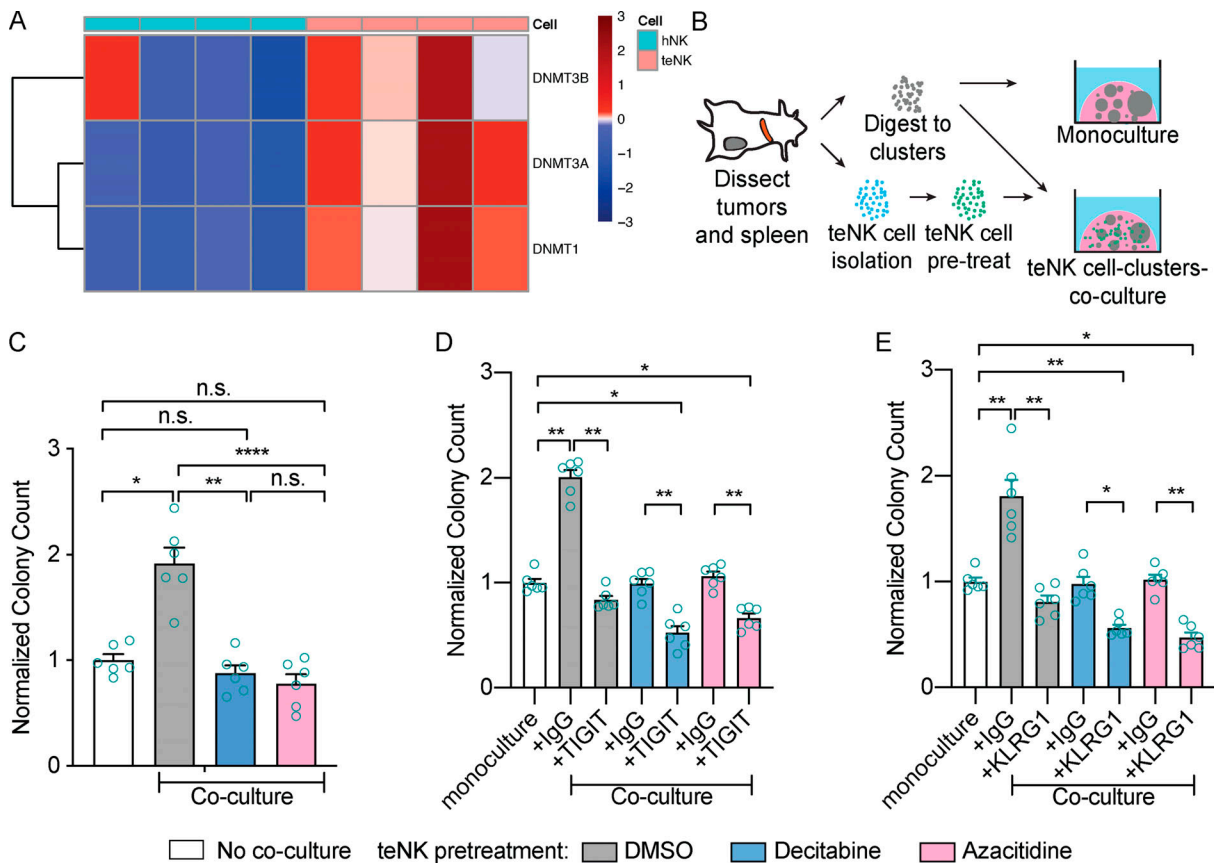 A
Cell
DNMT3B
DNMT3A
DNMT1
3
2
1
0
−1
−2
−3
Cell
hNK
teNK
B
Dissect
tumors
and spleen
Digest to
clusters
teNK cell
isolation
teNK cell
pre-treat
Monoculture
teNK cell-clusters-
co-culture
C
Normalized Colony Count
3
2
1
0
n.s.
n.s.
****
*
**
n.s.
Co-culture
D
Normalized Colony Count
3
2
1
0
*
*
**
**
**
**
monoculture
+IgG
+TIGIT
+IgG
+TIGIT
+IgG
+TIGIT
Co-culture
E
Normalized Colony Count
3
2
1
0
*
**
**
**
*
**
monoculture
+IgG
+KLRG1
+IgG
+KLRG1
+IgG
+KLRG1
Co-culture
No co-culture teNK pretreatment: DMSO Decitabine Azacitidine